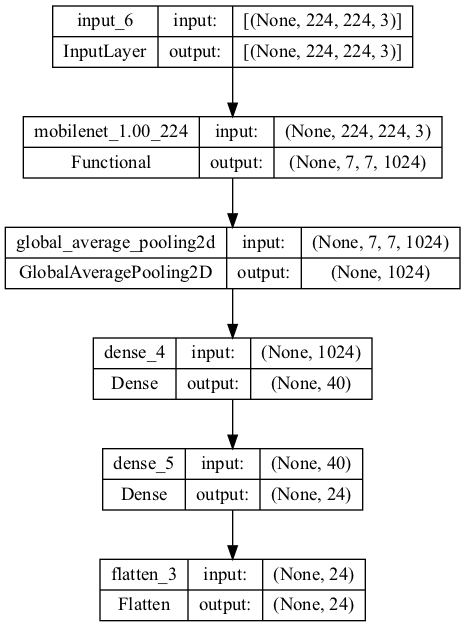 input_6 input: [(None, 224, 224, 3)]
InputLayer output: [(None, 224, 224, 3)]
mobilenet_1.00_224 input: (None, 224, 224, 3)
Functional output: (None, 7, 7, 1024)
global_average_pooling2d input: (None, 7, 7, 1024)
GlobalAveragePooling2D output: (None, 1024)
dense_4 input: (None, 1024)
Dense output: (None, 40)
dense_5 input: (None, 40)
Dense output: (None, 24)
flatten_3 input: (None, 24)
Flatten output: (None, 24)